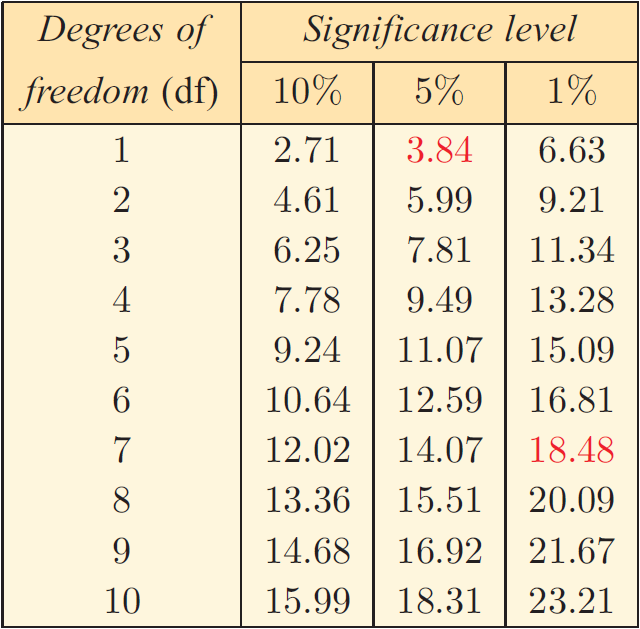 Degrees of freedom (df) Significance level
10% 5% 1%
1 2.71 3.84 6.63
2 4.61 5.99 9.21
3 6.25 7.81 11.34
4 7.78 9.49 13.28
5 9.24 11.07 15.09
6 10.64 12.59 16.81
7 12.02 14.07 18.48
8 13.36 15.51 20.09
9 14.68 16.92 21.67
10 15.99 18.31 23.21